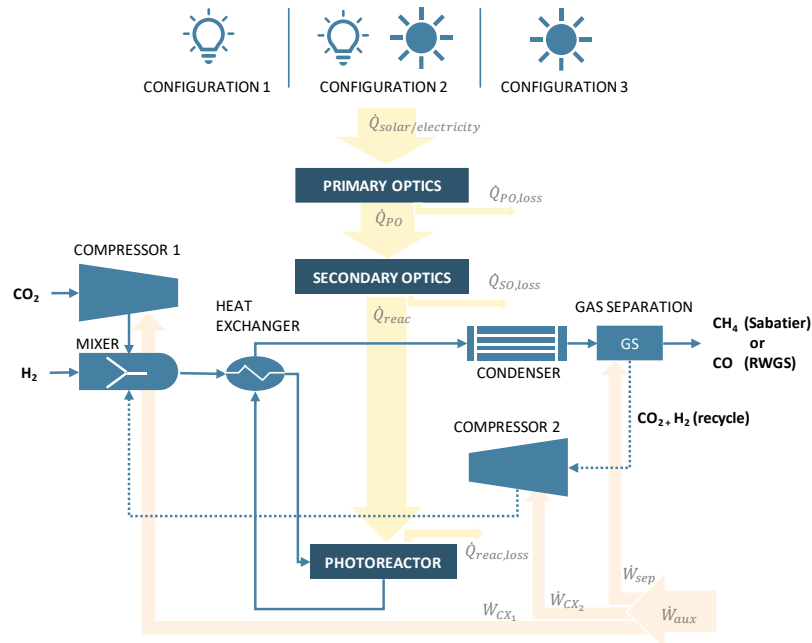 CONFIGURATION 1
CONFIGURATION 2
CONFIGURATION 3
Q̇solar/electricity
PRIMARY OPTICS
Q̇PO,loss
Q̇PO
COMPRESSOR 1
SECONDARY OPTICS
Q̇SO,loss
CO₂
HEAT
EXCHANGER
Q̇reac
GAS SEPARATION
MIXER
GS
CH₄ (Sabatier)
or
CO (RWGS)
H₂
CONDENSER
CO₂ + H₂ (recycle)
COMPRESSOR 2
PHOTOREACTOR
Q̇reac,loss
Ẇsep
ẆCX₁
ẆCX₂
Ẇaux